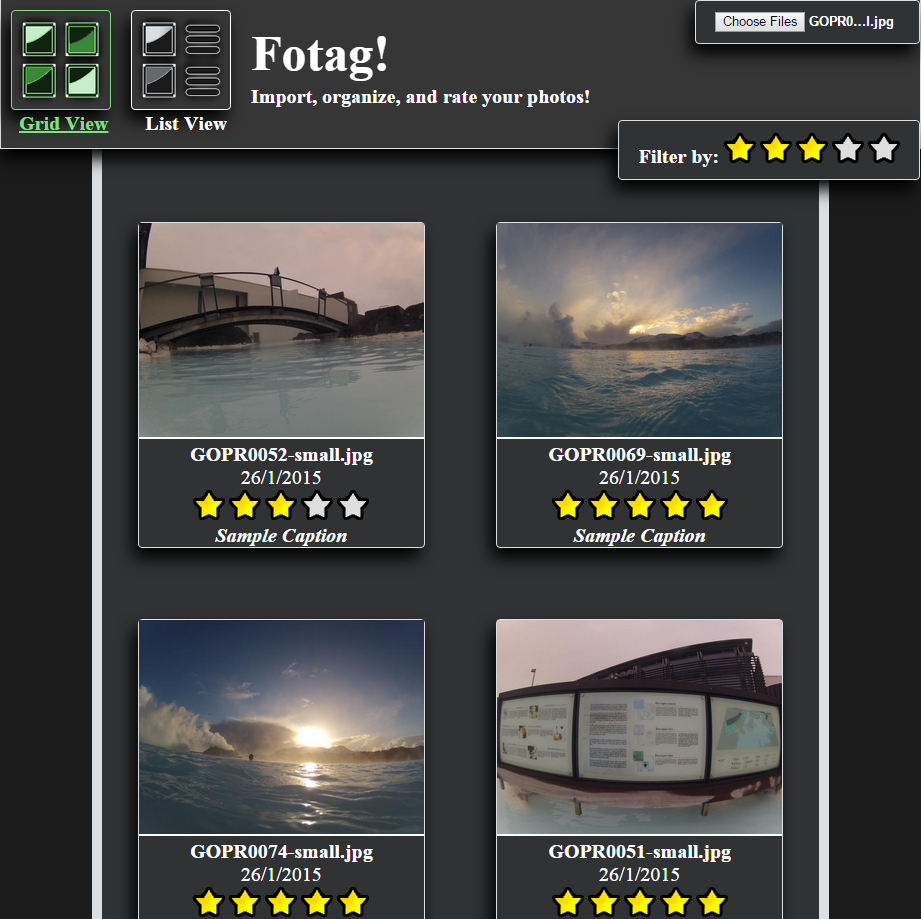 Choose Files GOPR0...l.jpg
Fotag!
Import, organize, and rate your photos!
Grid View
List View
Filter by:
GOPR0052-small.jpg
26/1/2015
Sample Caption
GOPR0069-small.jpg
26/1/2015
Sample Caption
GOPR0074-small.jpg
26/1/2015
GOPR0051-small.jpg
26/1/2015